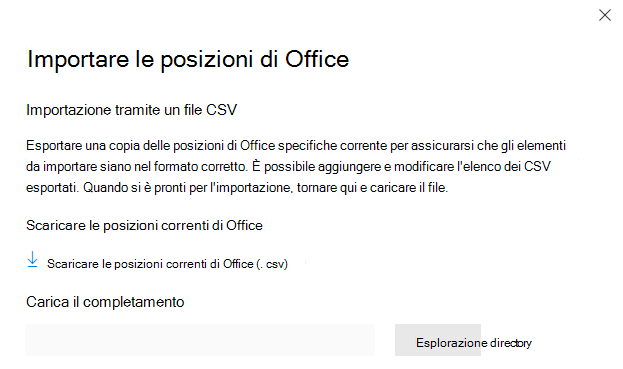 Importare le posizioni di Office
Importazione tramite un file CSV
Esportare una copia delle posizioni di Office specifiche corrente per assicurarsi che gli elementi
da importare siano nel formato corretto. È possibile aggiungere e modificare l'elenco dei CSV
esportati. Quando si è pronti per l'importazione, tornare qui e caricare il file.
Scaricare le posizioni correnti di Office
Scaricare le posizioni correnti di Office (. csv)
Carica il completamento
Esplorazione directory